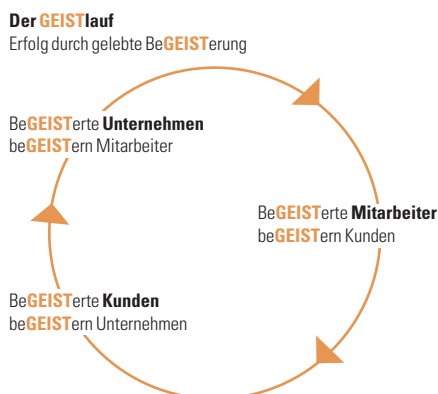 Der GEISTlauf
Erfolg durch gelebte BeGEISTerung
BeGEISTerte Unternehmen
beGEISTern Mitarbeiter
BeGEISTerte Mitarbeiter
beGEISTern Kunden
BeGEISTerte Kunden
beGEISTern Unternehmen